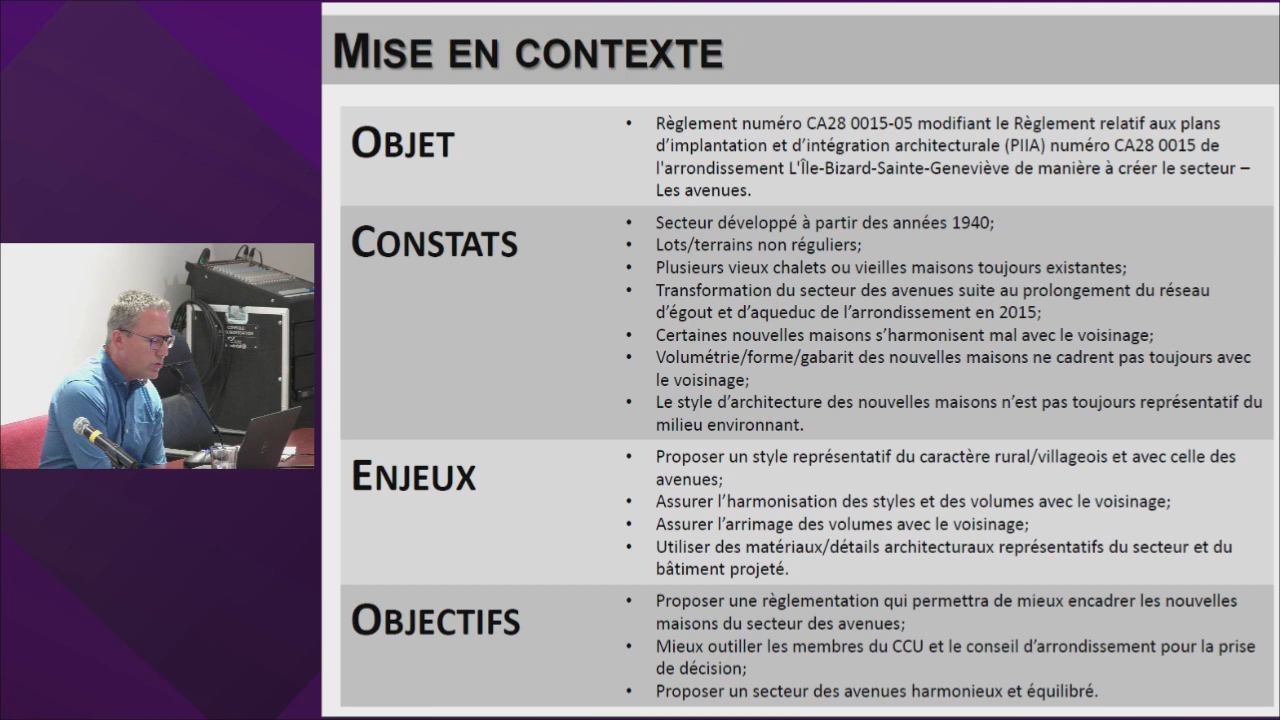 MISE EN CONTEXTE
OBJET
• Règlement numéro CA28 0015-05 modifiant le Règlement relatif aux plans
d'implantation et d'intégration architecturale (PIIA) numéro CA28 0015 de
l'arrondissement L'Île-Bizard-Sainte-Geneviève de manière à créer le secteur –
Les avenues.
CONSTATS
• Secteur développé à partir des années 1940;
• Lots/terrains non réguliers;
• Plusieurs vieux chalets ou vieilles maisons toujours existantes;
• Transformation du secteur des avenues suite au prolongement du réseau
d'égout et d'aqueduc de l'arrondissement en 2015;
• Certaines nouvelles maisons s'harmonisent mal avec le voisinage;
• Volumétrie/forme/gabarit des nouvelles maisons ne cadrent pas toujours avec
le voisinage;
• Le style d'architecture des nouvelles maisons n'est pas toujours représentatif du
milieu environnant.
ENJEUX
• Proposer un style représentatif du caractère rural/villageois et avec celle des
avenues;
• Assurer l'harmonisation des styles et des volumes avec le voisinage;
• Assurer l'arrimage des volumes avec le voisinage;
• Utiliser des matériaux/détails architecturaux représentatifs du secteur et du
bâtiment projeté.
OBJECTIFS
• Proposer une règlementation qui permettra de mieux encadrer les nouvelles
maisons du secteur des avenues;
• Mieux outiller les membres du CCU et le conseil d'arrondissement pour la prise
de décision;
• Proposer un secteur des avenues harmonieux et équilibré.